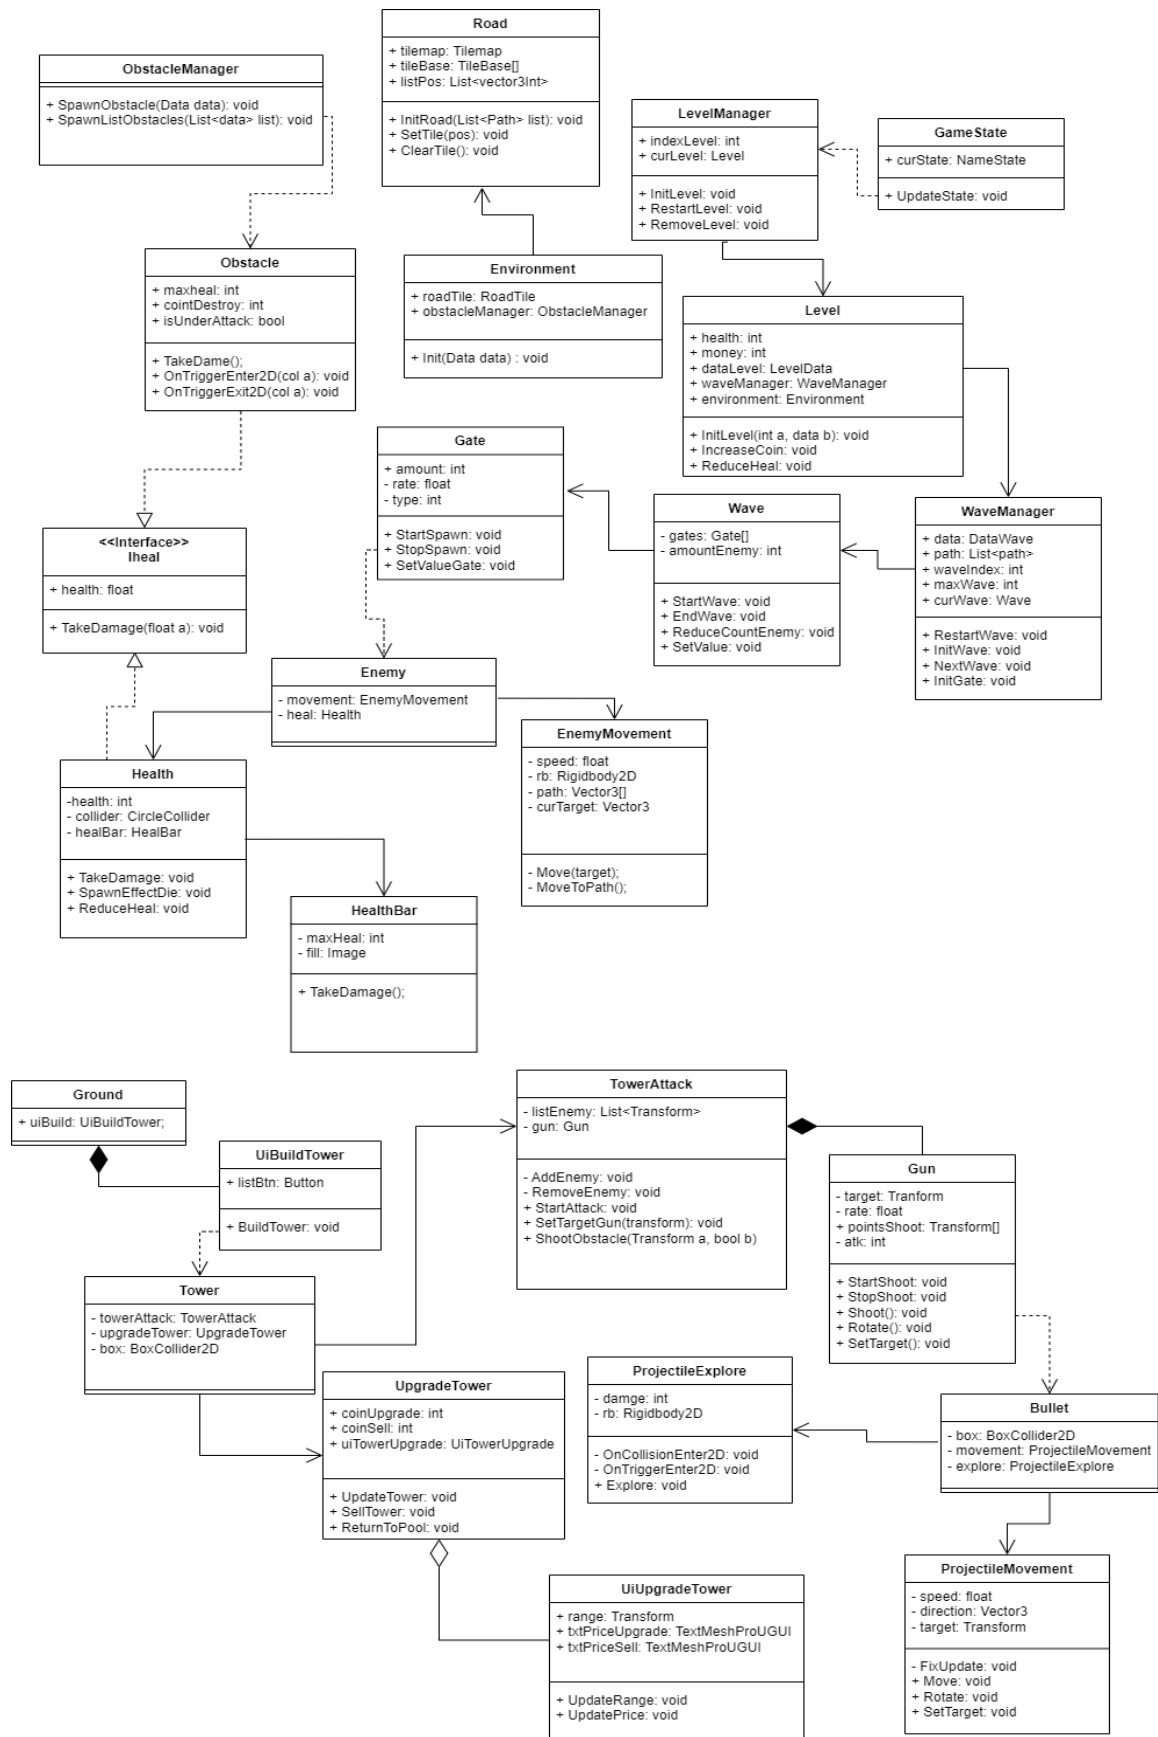 Road
+ tilemap: Tilemap
+ tileBase: TileBase[]
+ listPos: List<vector3Int>
+ InitRoad(List<Path> list): void
+ SetTile(pos): void
+ ClearTile(): void
ObstacleManager
+ SpawnObstacle(Data data): void
+ SpawnListObstacles(List<data> list): void
LevelManager
+ indexLevel: int
+ curLevel: Level
+ InitLevel: void
+ RestartLevel: void
+ RemoveLevel: void
GameState
+ curState: NameState
+ UpdateState: void
Obstacle
+ maxheal: int
+ cointDestroy: int
+ isUnderAttack: bool
+ TakeDame();
+ OnTriggerEnter2D(col a): void
+ OnTriggerExit2D(col a): void
Environment
+ roadTile: RoadTile
+ obstacleManager: ObstacleManager
+ Init(Data data) : void
Level
+ health: int
+ money: int
+ dataLevel: LevelData
+ waveManager: WaveManager
+ environment: Environment
+ InitLevel(int a, data b): void
+ IncreaseCoin: void
+ ReduceHeal: void
Gate
+ amount: int
- rate: float
- type: int
+ StartSpawn: void
+ StopSpawn: void
+ SetValueGate: void
Wave
- gates: Gate[]
- amountEnemy: int
+ StartWave: void
+ EndWave: void
+ ReduceCountEnemy: void
+ SetValue: void
WaveManager
+ data: DataWave
+ path: List<path>
+ waveIndex: int
+ maxWave: int
+ curWave: Wave
+ RestartWave: void
+ InitWave: void
+ NextWave: void
+ InitGate: void
<<Interface>>
Iheal
+ health: float
+ TakeDamage(float a): void
Enemy
- movement: EnemyMovement
- heal: Health
EnemyMovement
- speed: float
- rb: Rigidbody2D
- path: Vector3[]
- curTarget: Vector3
- Move(target);
- MoveToPath();
Health
-health: int
- collider: CircleCollider
- healBar: HealBar
+ TakeDamage: void
+ SpawnEffectDie: void
+ ReduceHeal: void
HealthBar
- maxHeal: int
- fill: Image
+ TakeDamage();
Ground
+ uiBuild: UiBuildTower;
UiBuildTower
+ listBtn: Button
+ BuildTower: void
TowerAttack
- listEnemy: List<Transform>
- gun: Gun
- AddEnemy: void
- RemoveEnemy: void
+ StartAttack: void
+ SetTargetGun(transform): void
+ ShootObstacle(Transform a, bool b)
Gun
- target: Tranform
- rate: float
+ pointsShoot: Transform[]
- atk: int
+ StartShoot: void
+ StopShoot: void
+ Shoot(): void
+ Rotate(): void
+ SetTarget(): void
Tower
- towerAttack: TowerAttack
- upgradeTower: UpgradeTower
- box: BoxCollider2D
UpgradeTower
+ coinUpgrade: int
+ coinSell: int
+ uiTowerUpgrade: UiTowerUpgrade
+ UpdateTower: void
+ SellTower: void
+ ReturnToPool: void
ProjectileExplore
- damge: int
- rb: Rigidbody2D
- OnCollisionEnter2D: void
- OnTriggerEnter2D: void
+ Explore: void
Bullet
- box: BoxCollider2D
- movement: ProjectileMovement
- explore: ProjectileExplore
UiUpgradeTower
+ range: Transform
+ txtPriceUpgrade: TextMeshProUGUI
+ txtPriceSell: TextMeshProUGUI
+ UpdateRange: void
+ UpdatePrice: void
ProjectileMovement
- speed: float
- direction: Vector3
- target: Transform
- FixUpdate: void
+ Move: void
+ Rotate: void
+ SetTarget: void